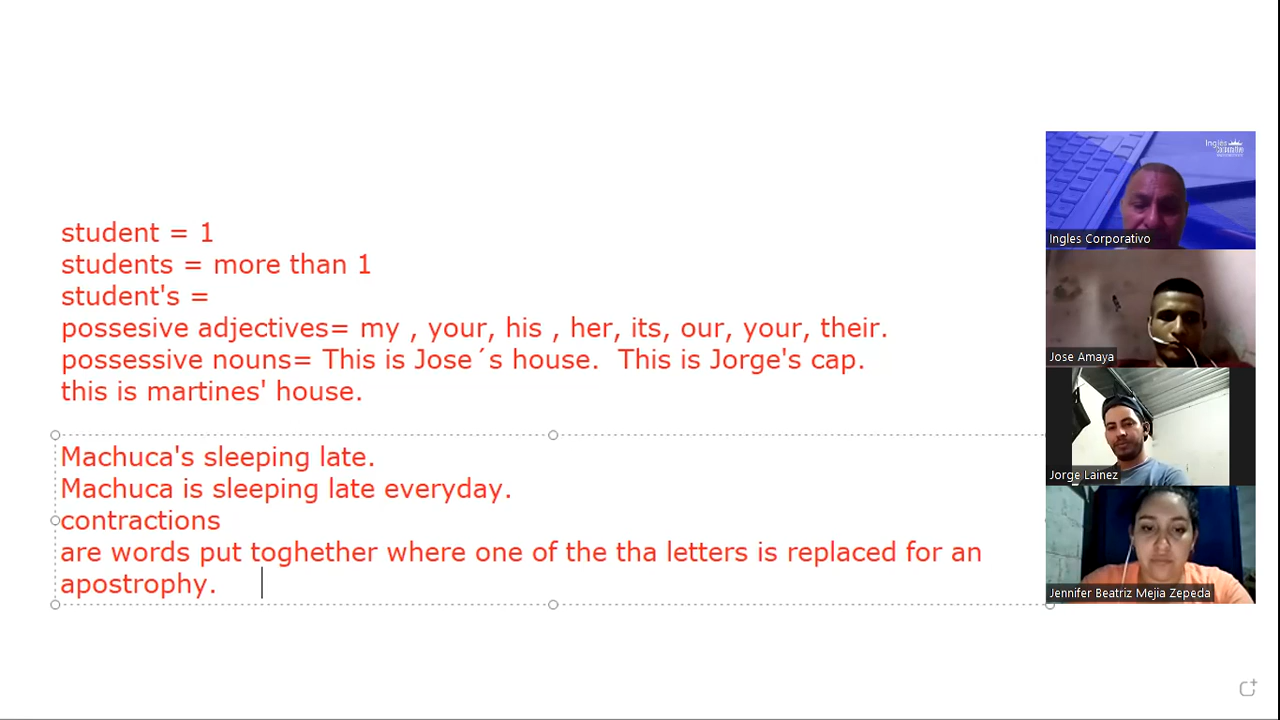 student = 1
students = more than 1
student's =
possesive adjectives= my , your, his , her, its, our, your, their.
possessive nouns= This is Jose´s house.  This is Jorge's cap.
this is martines' house.
Machuca's sleeping late.
Machuca is sleeping late everyday.
contractions
are words put toghether where one of the tha letters is replaced for an
apostrophy.
Ingles
Corporativo
Ingles Corporativo
Jose Amaya
Jorge Lainez
Jennifer Beatriz Mejia Zepeda